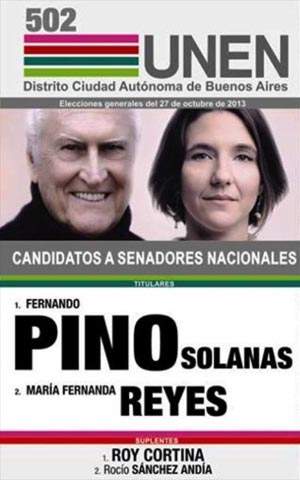 502
UNEN
Distrito Ciudad Autónoma de Buenos Aires
Elecciones generales del 27 de octubre de 2013
CANDIDATOS A SENADORES NACIONALES
TITULARES
1. FERNANDO
PINO SOLANAS
2. MARÍA FERNANDA
REYES
SUPLENTES
1. ROY CORTINA
2. Rocío SÁNCHEZ ANDÍA